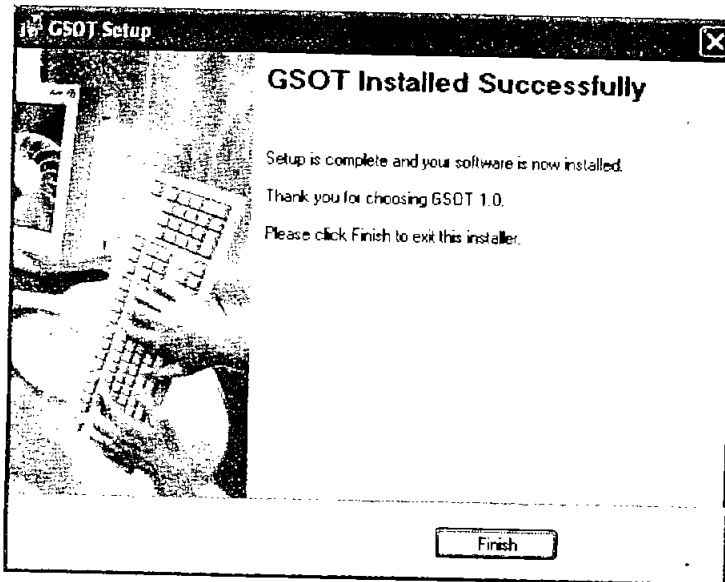 GSOT Setup
GSOT Installed Successfully
Setup is complete and your software is now installed.
Thank you for choosing GSOT 1.0.
Please click Finish to exit this installer.
Finish